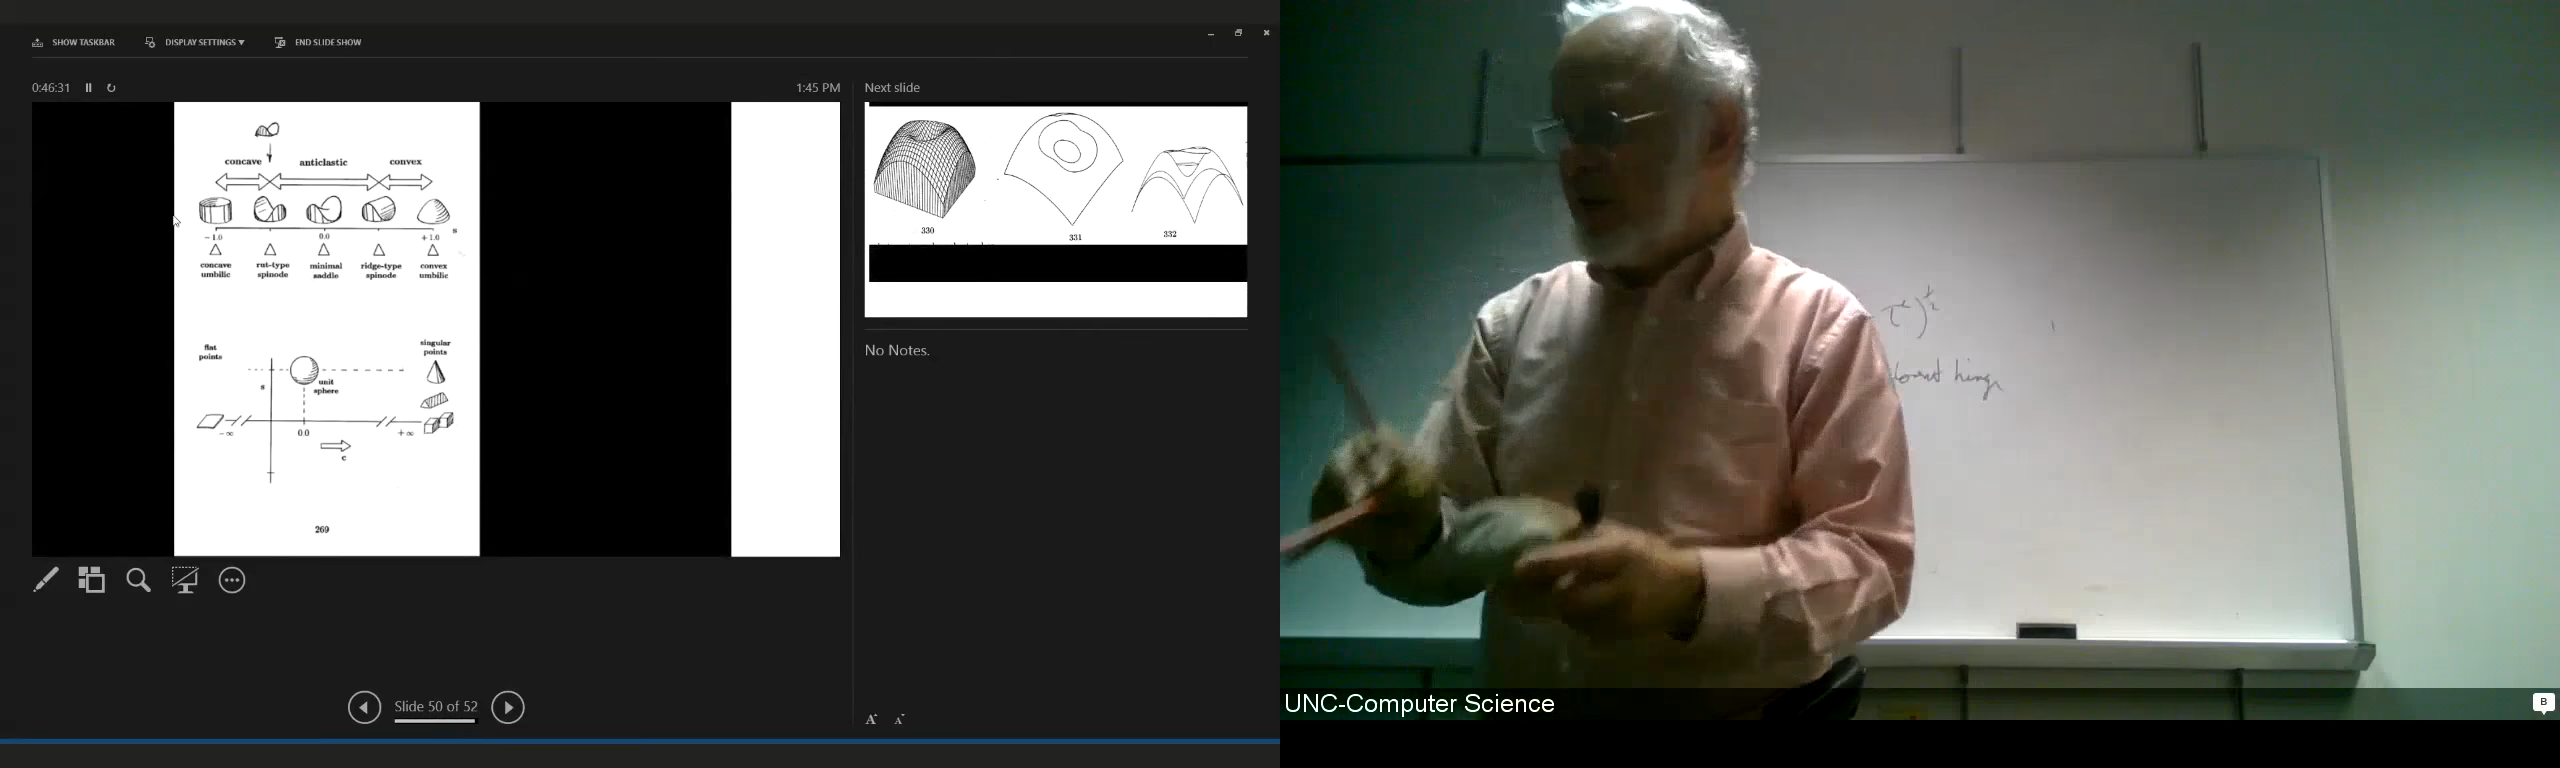 SHOW TASKBAR
DISPLAY SETTINGS ▼
END SLIDE SHOW
0:46:31
1:45 PM
concave
anticlastic
convex
s
-1.0
0.0
+1.0
concave umbilic
rut-type spinode
minimal saddle
ridge-type spinode
convex umbilic
flat points
singular points
s
unit sphere
-∞
0.0
+∞
c
269
Slide 50 of 52
Next slide
330
331
332
No Notes.
A
A
UNC-Computer Science
B